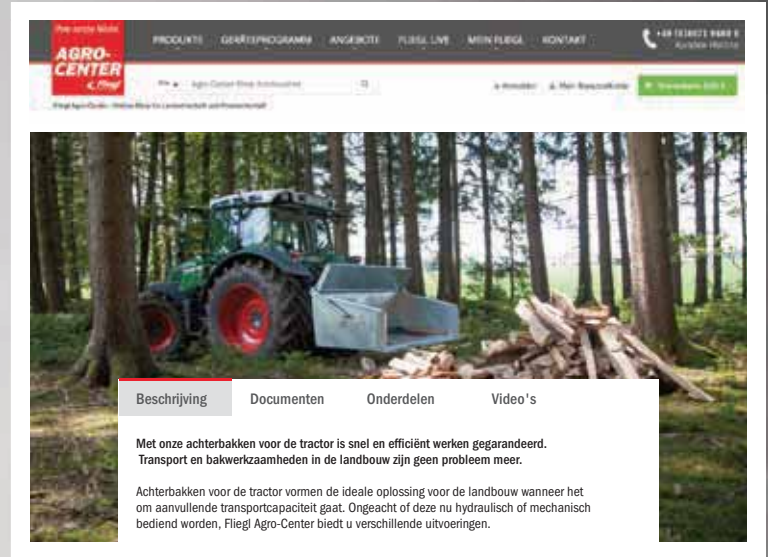 AGRO-
CENTER
Fliegl
PRODUKTE GERÄTEPROGRAMM ANGEBOTE FLIEGL LIVE MEIN FLIEGL KONTAKT
Beschrijving Documenten Onderdelen Video's
Met onze achterbakken voor de tractor is snel en efficiënt werken gegarandeerd.
Transport en bakwerkzaamheden in de landbouw zijn geen probleem meer.
Achterbakken voor de tractor vormen de ideale oplossing voor de landbouw wanneer het
om aanvullende transportcapaciteit gaat. Ongeacht of deze nu hydraulisch of mechanisch
bediend worden, Fliegl Agro-Center biedt u verschillende uitvoeringen.